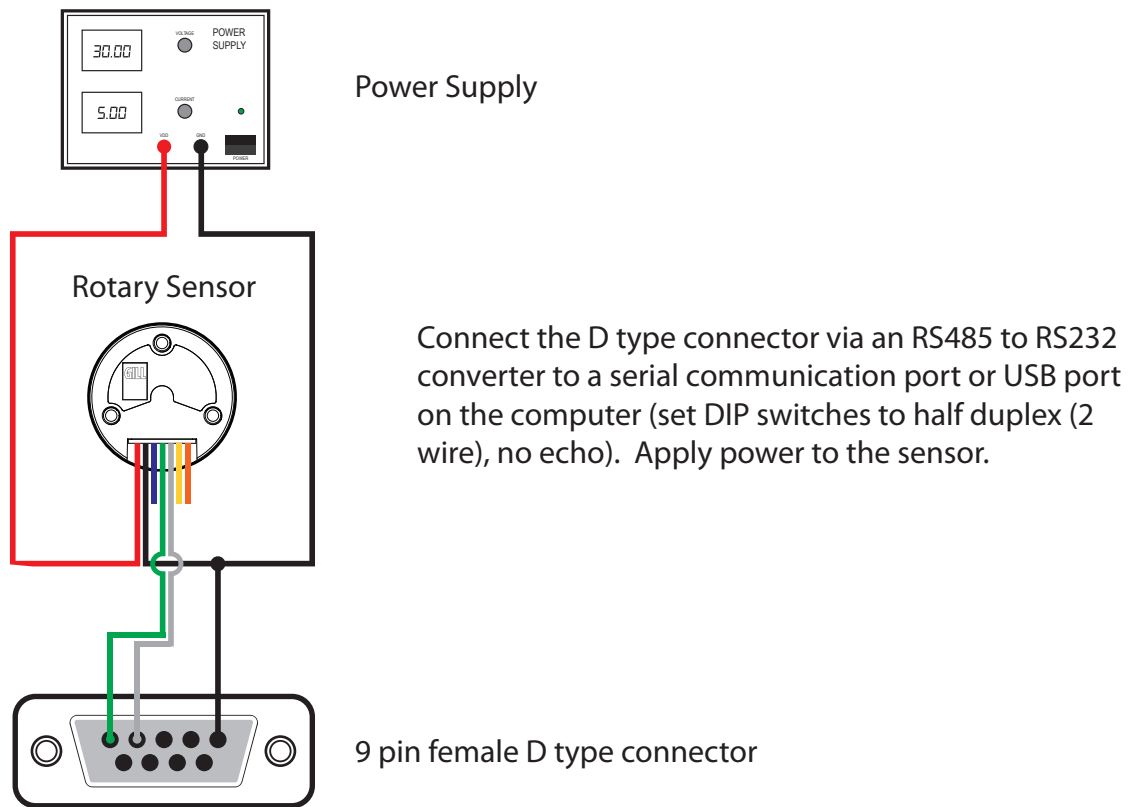 30.00
VOLTAGE
POWER
SUPPLY
5.00
CURRENT
VDD
GND
POWER
Power Supply
Rotary Sensor
GILL
Connect the D type connector via an RS485 to RS232
converter to a serial communication port or USB port
on the computer (set DIP switches to half duplex (2
wire), no echo).  Apply power to the sensor.
9 pin female D type connector